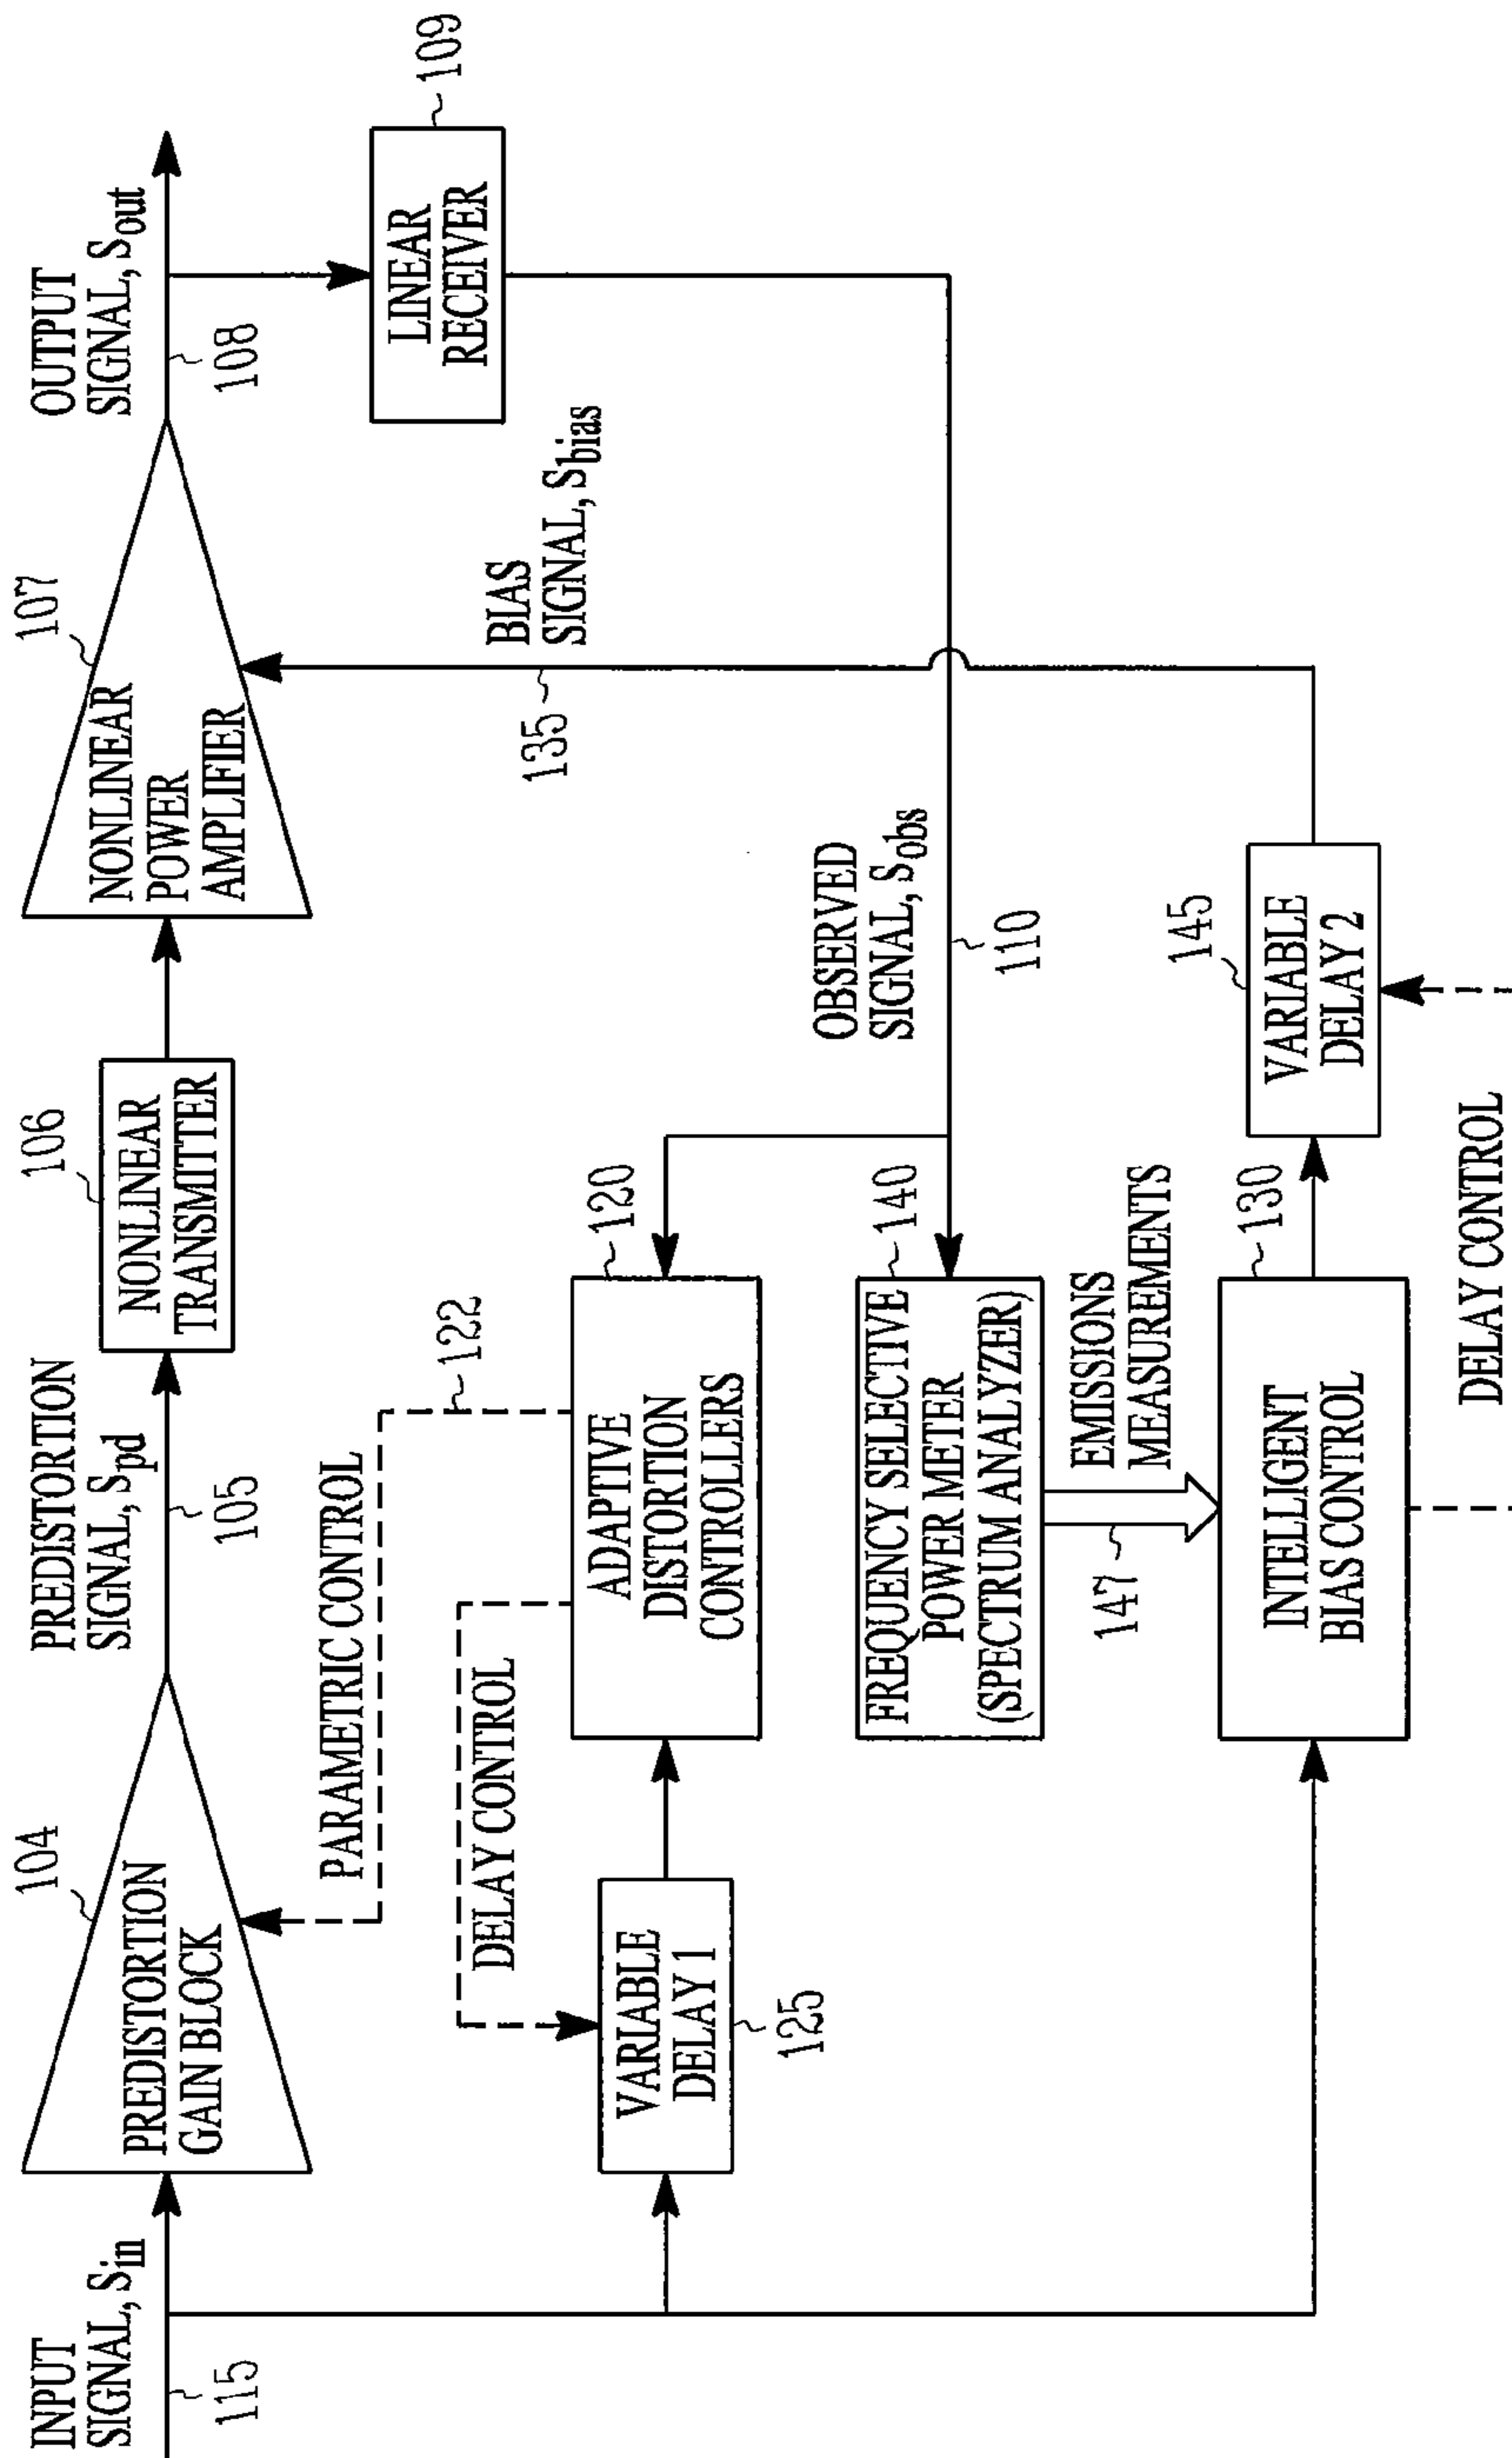 INPUT
SIGNAL, Sin
115
PREDISTORTION
GAIN BLOCK
104
PREDISTORTION
SIGNAL, Spd
105
NONLINEAR
TRANSMITTER
106
NONLINEAR
POWER
AMPLIFIER
107
OUTPUT
SIGNAL, Sout
108
LINEAR
RECEIVER
109
PARAMETRIC CONTROL
122
DELAY CONTROL
VARIABLE
DELAY 1
125
ADAPTIVE
DISTORTION
CONTROLLERS
120
BIAS
SIGNAL, Sbias
135
OBSERVED
SIGNAL, Sobs
110
FREQUENCY SELECTIVE
POWER METER
(SPECTRUM ANALYZER)
140
EMISSIONS
MEASUREMENTS
147
INTELLIGENT
BIAS CONTROL
130
VARIABLE
DELAY 2
145
DELAY CONTROL